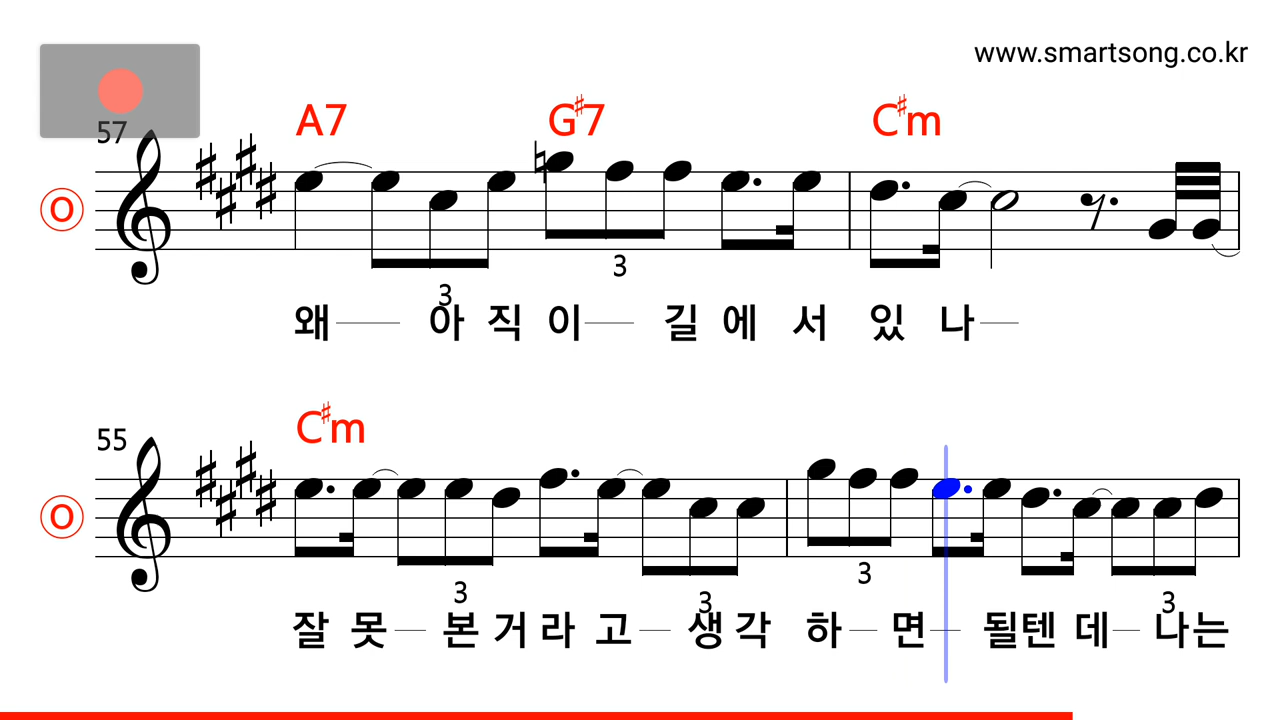 www.smartsong.co.kr
57
A7 G♯7 C♯m
O
3
3
왜 아 직 이 길 에 서 있 나
55
C♯m
O
3 3 3 3
잘 못 본 거 라 고 생 각 하 면 될텐 데 나는